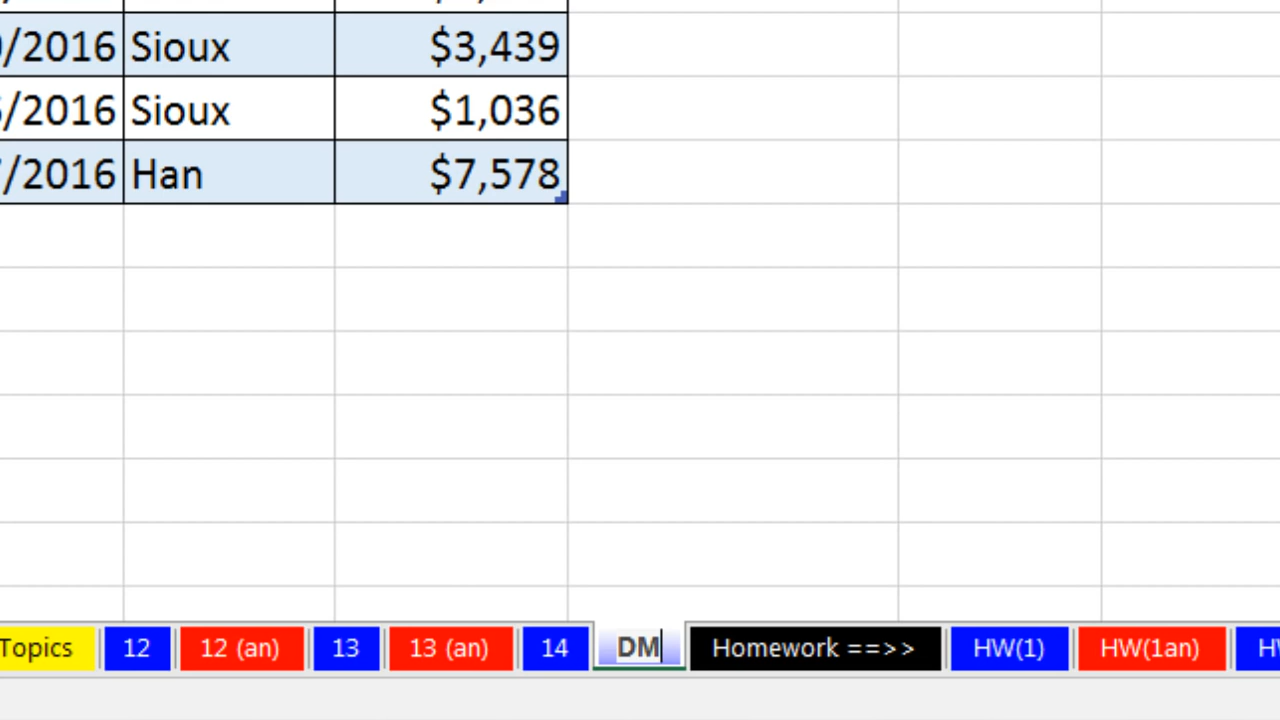 /2016 Sioux $3,439
/2016 Sioux $1,036
/2016 Han $7,578
Topics 12 12 (an) 13 13 (an) 14 DM Homework ==>> HW(1) HW(1an)